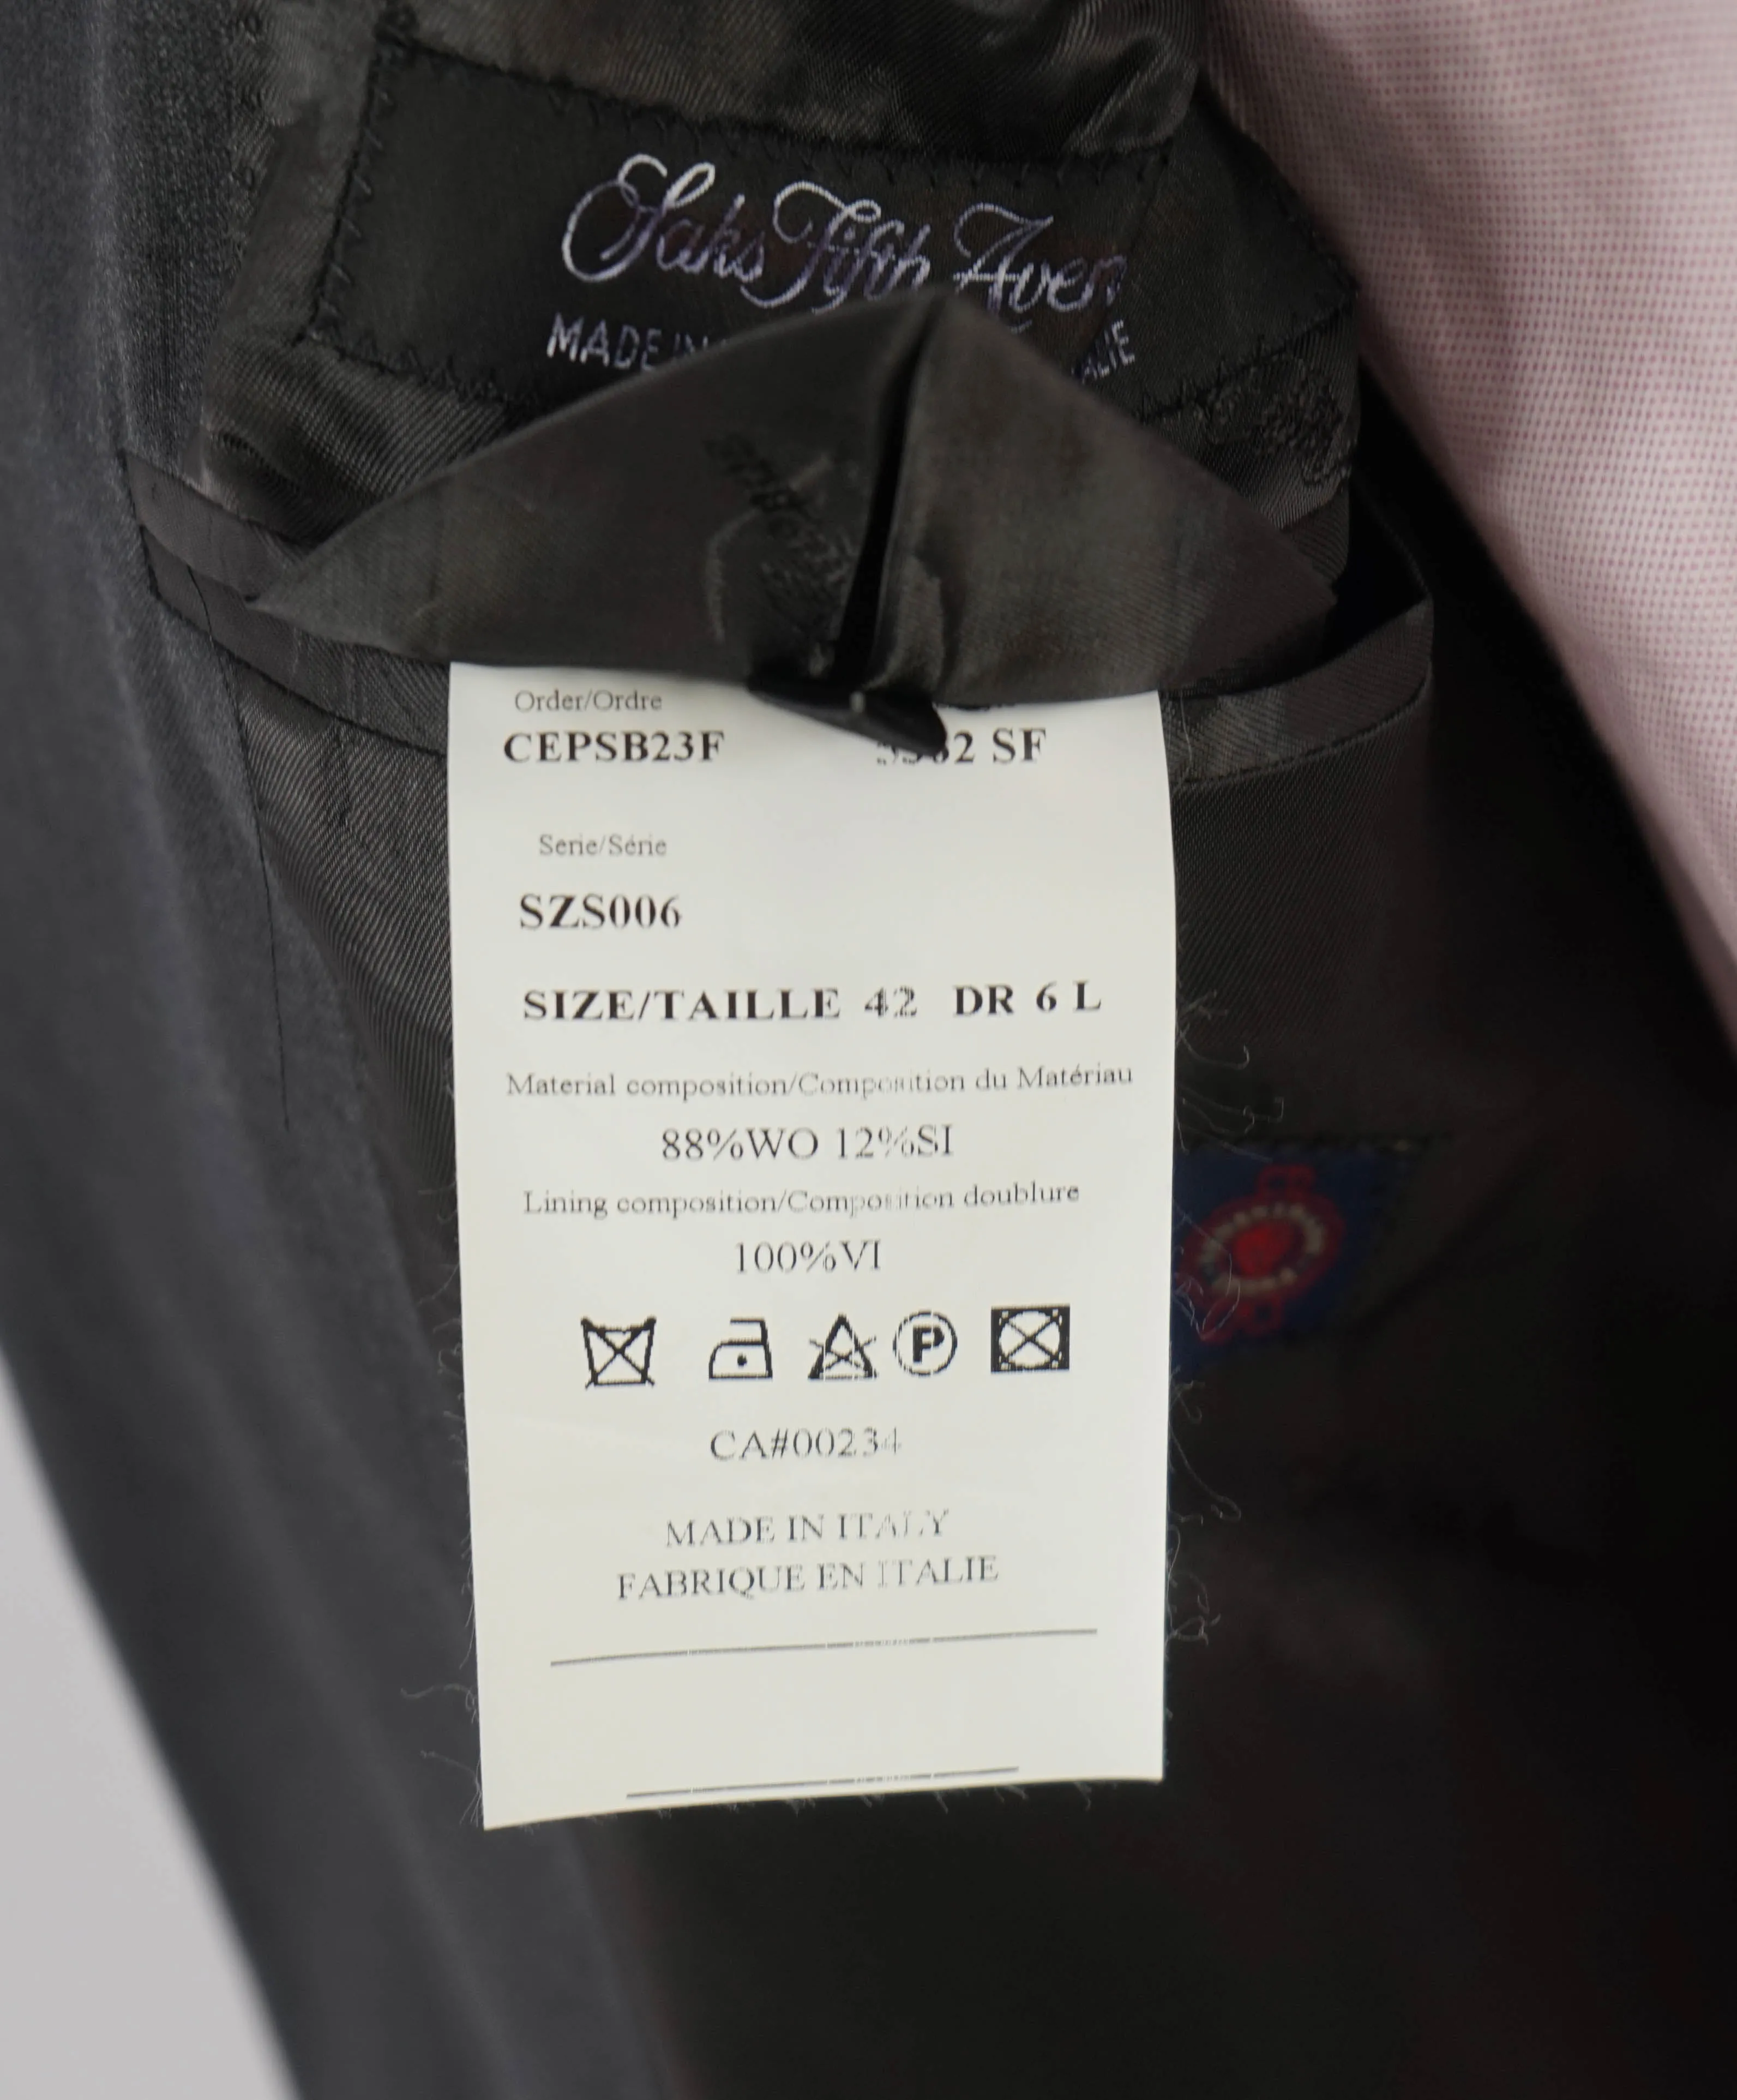 Saks Fifth Aven
MADE IN
ALIE
Order/Ordre
CEPSB23F 2 SF
Serie/Série
SZS006
SIZE/TAILLE 42 DR 6 L
Material composition/Composition du Matériau
88%WO 12%SI
Lining composition/Composition doublure
100%VI
P
CA#00234
MADE IN ITALY
FABRIQUE EN ITALIE